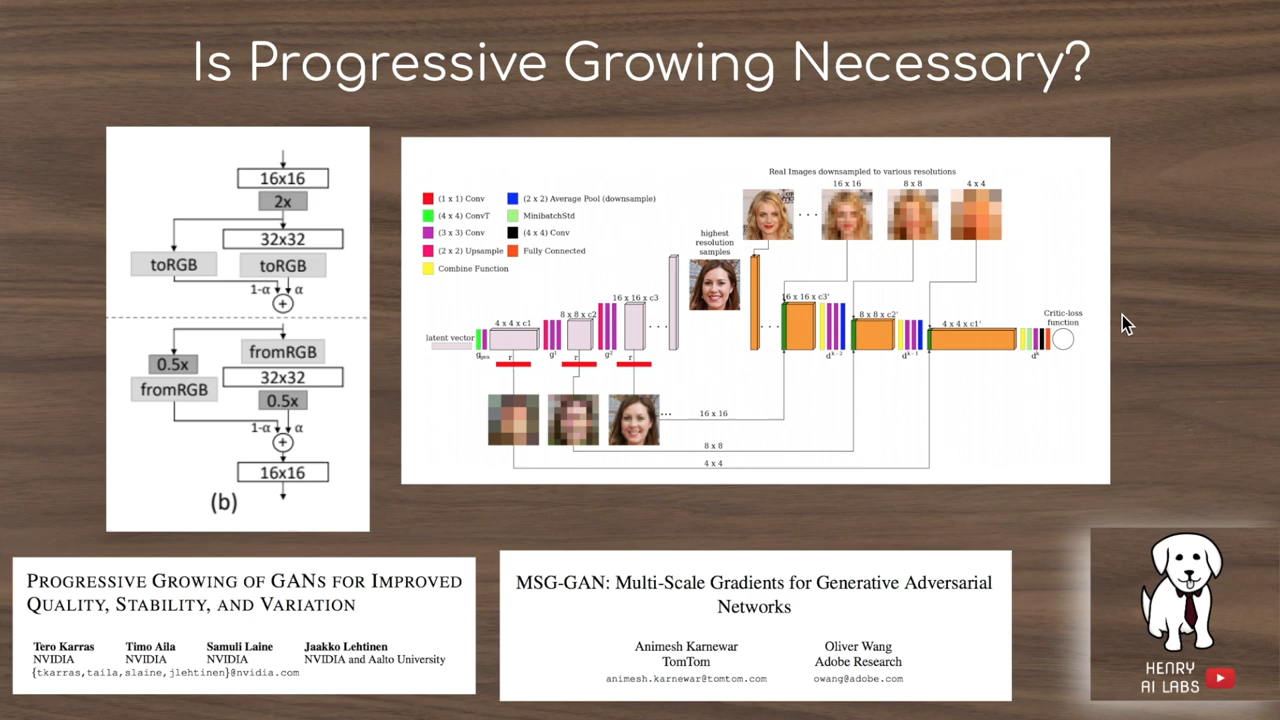 Is Progressive Growing Necessary?
16x16
2x
32x32
toRGB
toRGB
1-α
α
+
fromRGB
0.5x
32x32
fromRGB
0.5x
1-α
α
+
16x16
(b)
Real Images downsampled to various resolutions
16 x 16
8 x 8
4 x 4
(1 x 1) Conv
(2 x 2) Average Pool (downsample)
(4 x 4) ConvT
MinibatchStd
(3 x 3) Conv
(4 x 4) Conv
(2 x 2) Upsample
Fully Connected
Combine Function
highest
resolution
samples
latent vector
4 x 4 x c1
8 x 8 x c2
16 x 16 x c3
16 x 16 x c3'
8 x 8 x c2'
4 x 4 x c1'
Critic-loss
function
g¹
g²
r
r
r
d^k-2
d^k-1
d^k
16 x 16
8 x 8
4 x 4
PROGRESSIVE GROWING OF GANS FOR IMPROVED
QUALITY, STABILITY, AND VARIATION
Tero Karras Timo Aila Samuli Laine Jaakko Lehtinen
NVIDIA NVIDIA NVIDIA NVIDIA and Aalto University
{tkarras,taila,slaine,jlehtinen}@nvidia.com
MSG-GAN: Multi-Scale Gradients for Generative Adversarial
Networks
Animesh Karnewar Oliver Wang
TomTom Adobe Research
animesh.karnewar@tomtom.com owang@adobe.com
HENRY
AI LABS